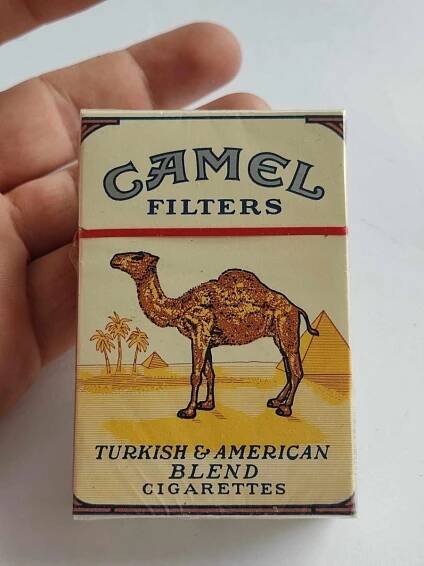 CAMEL
FILTERS
TURKISH & AMERICAN
BLEND
CIGARETTES